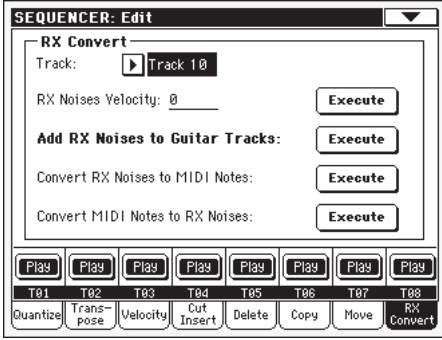 SEQUENCER: Edit
RX Convert
Track: Track 10
RX Noises Velocity: 0 Execute
Add RX Noises to Guitar Tracks: Execute
Convert RX Noises to MIDI Notes: Execute
Convert MIDI Notes to RX Noises: Execute
Play Play Play Play Play Play Play Play
T01 T02 T03 T04 T05 T06 T07 T08
Quantize Trans-pose Velocity Cut Insert Delete Copy Move RX Convert